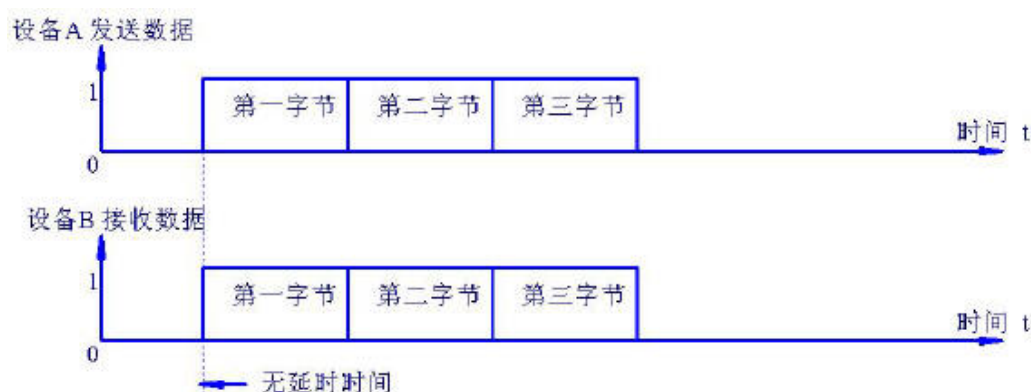 设备A 发送数据
1
第一字节 第二字节 第三字节
时间 t
0
设备B 接收数据
1
第一字节 第二字节 第三字节
时间 t
0
无延时时间